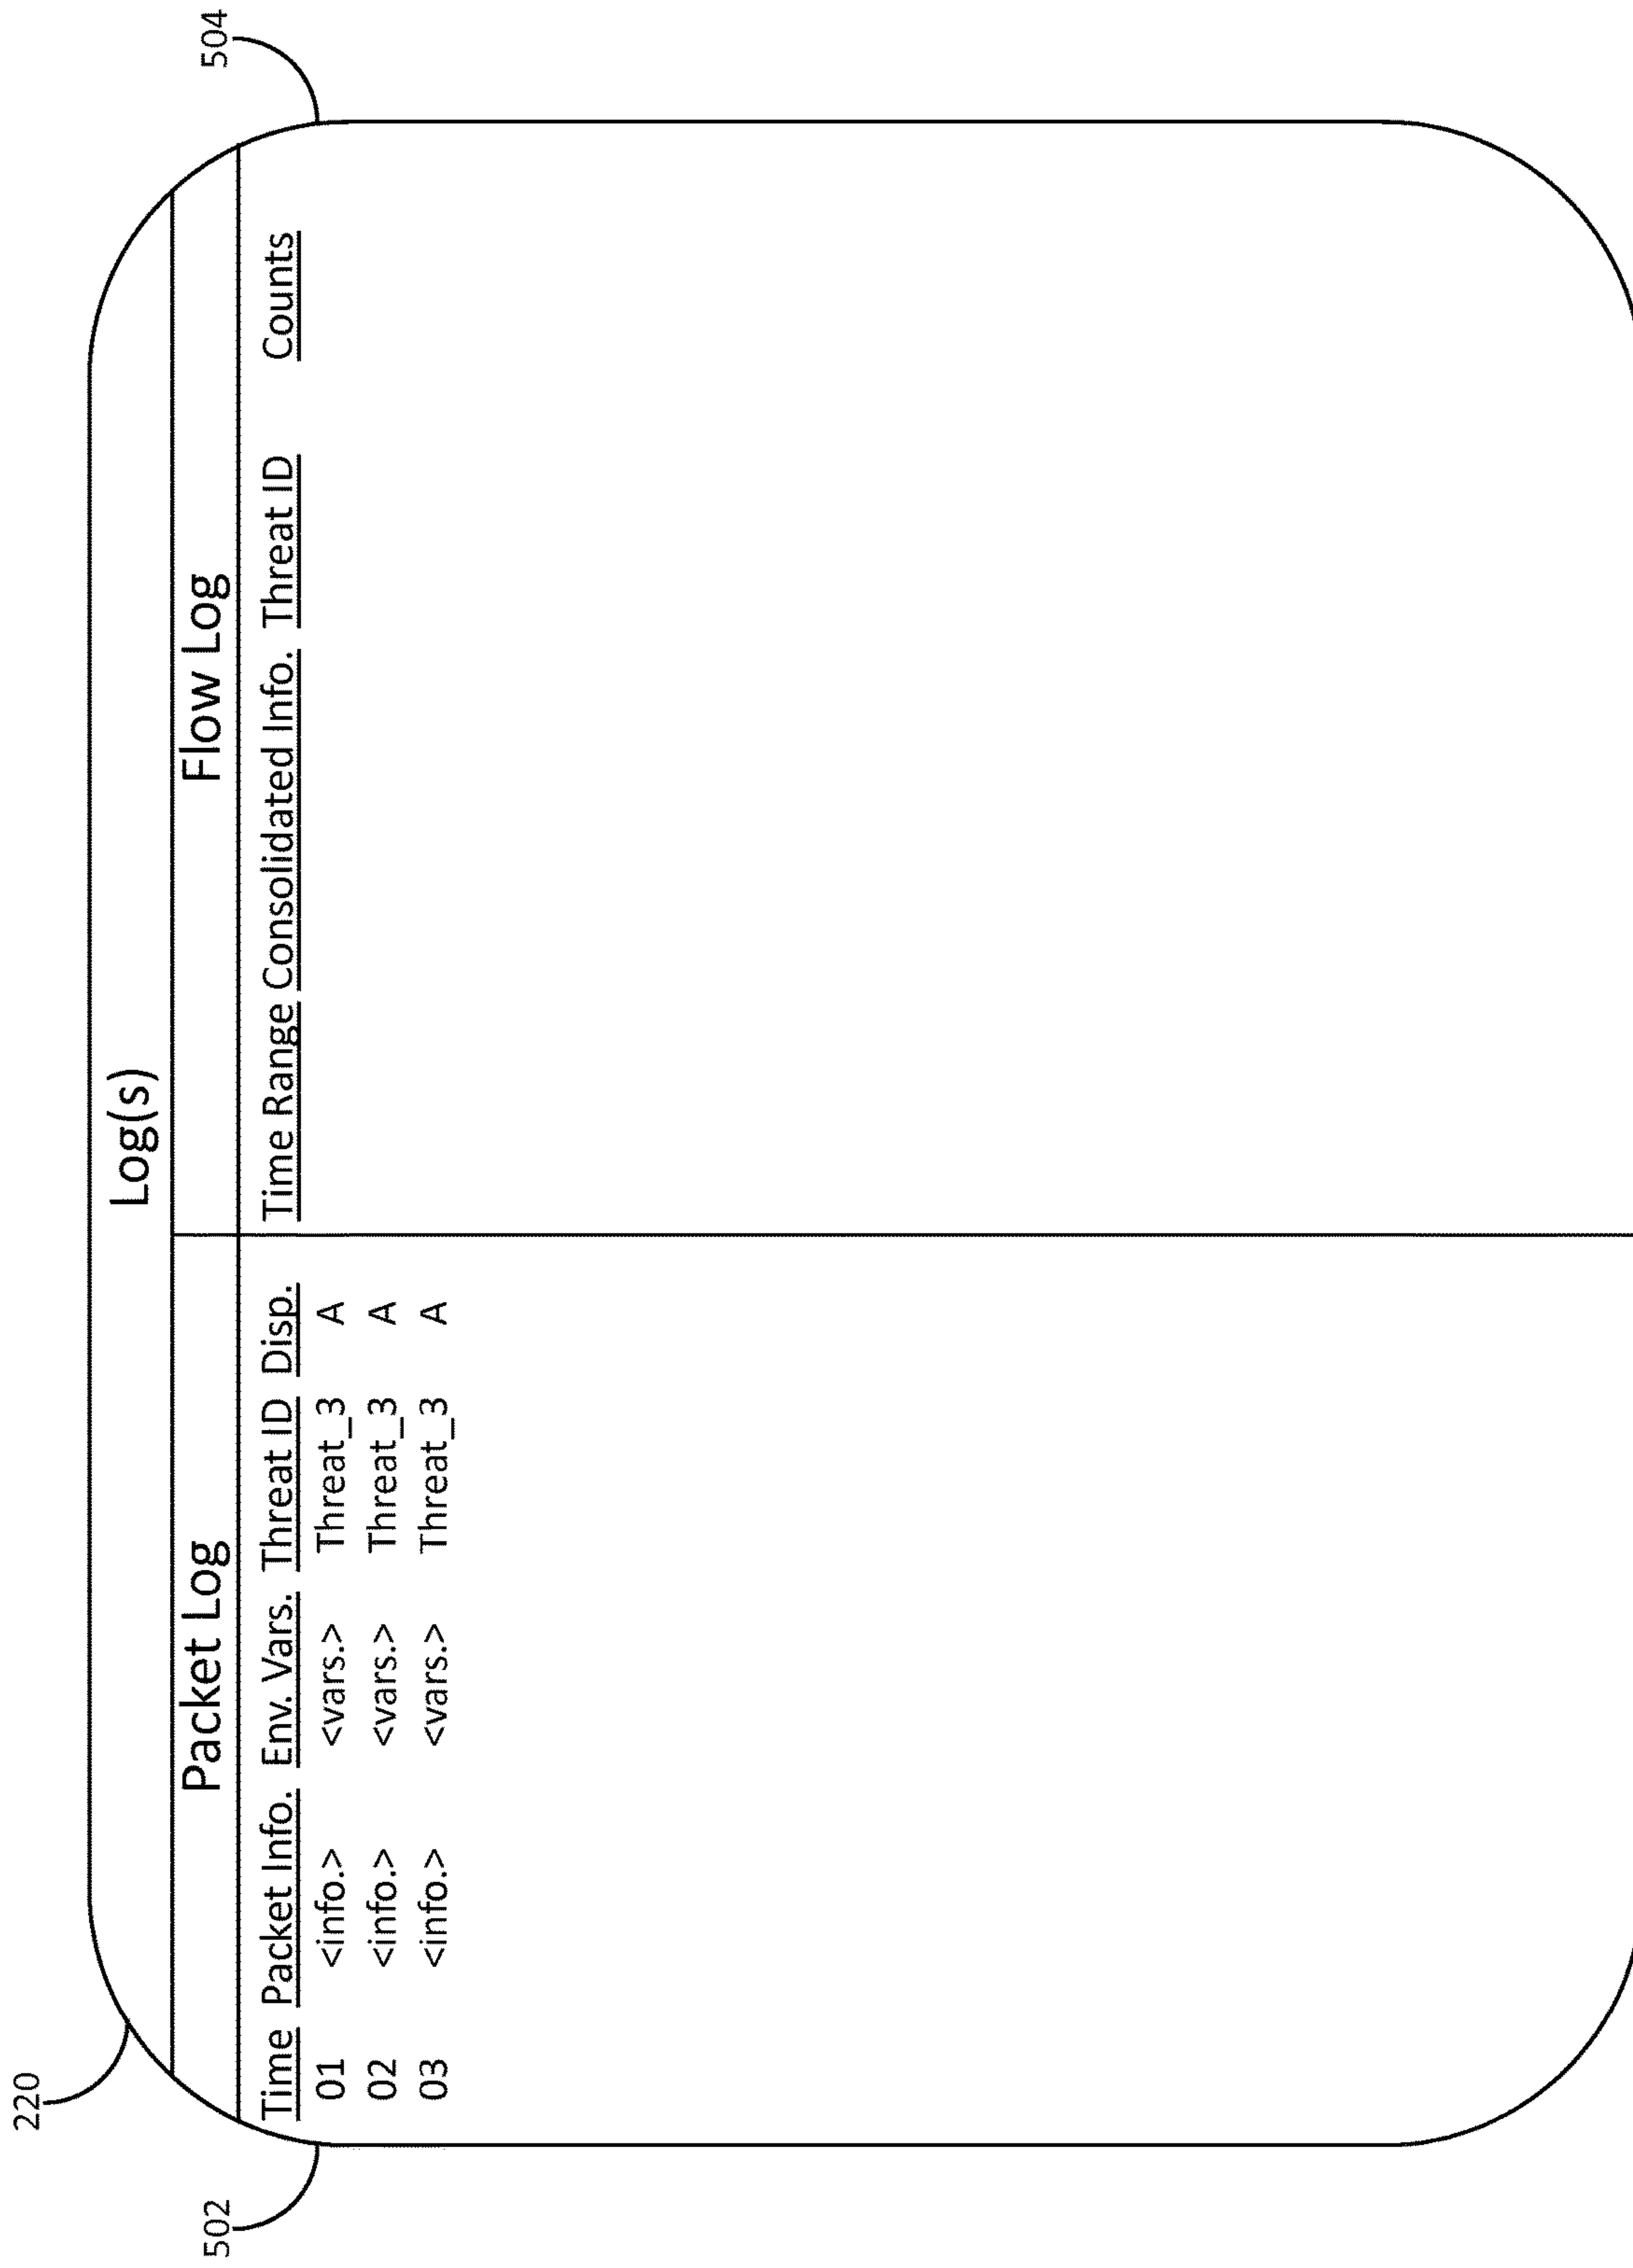 220
Log(s)
502
504
Packet Log
Flow Log
Time Packet Info. Env. Vars. Threat ID Disp.
Time Range Consolidated Info. Threat ID Counts
01 <info.> <vars.> Threat_3 A
02 <info.> <vars.> Threat_3 A
03 <info.> <vars.> Threat_3 A